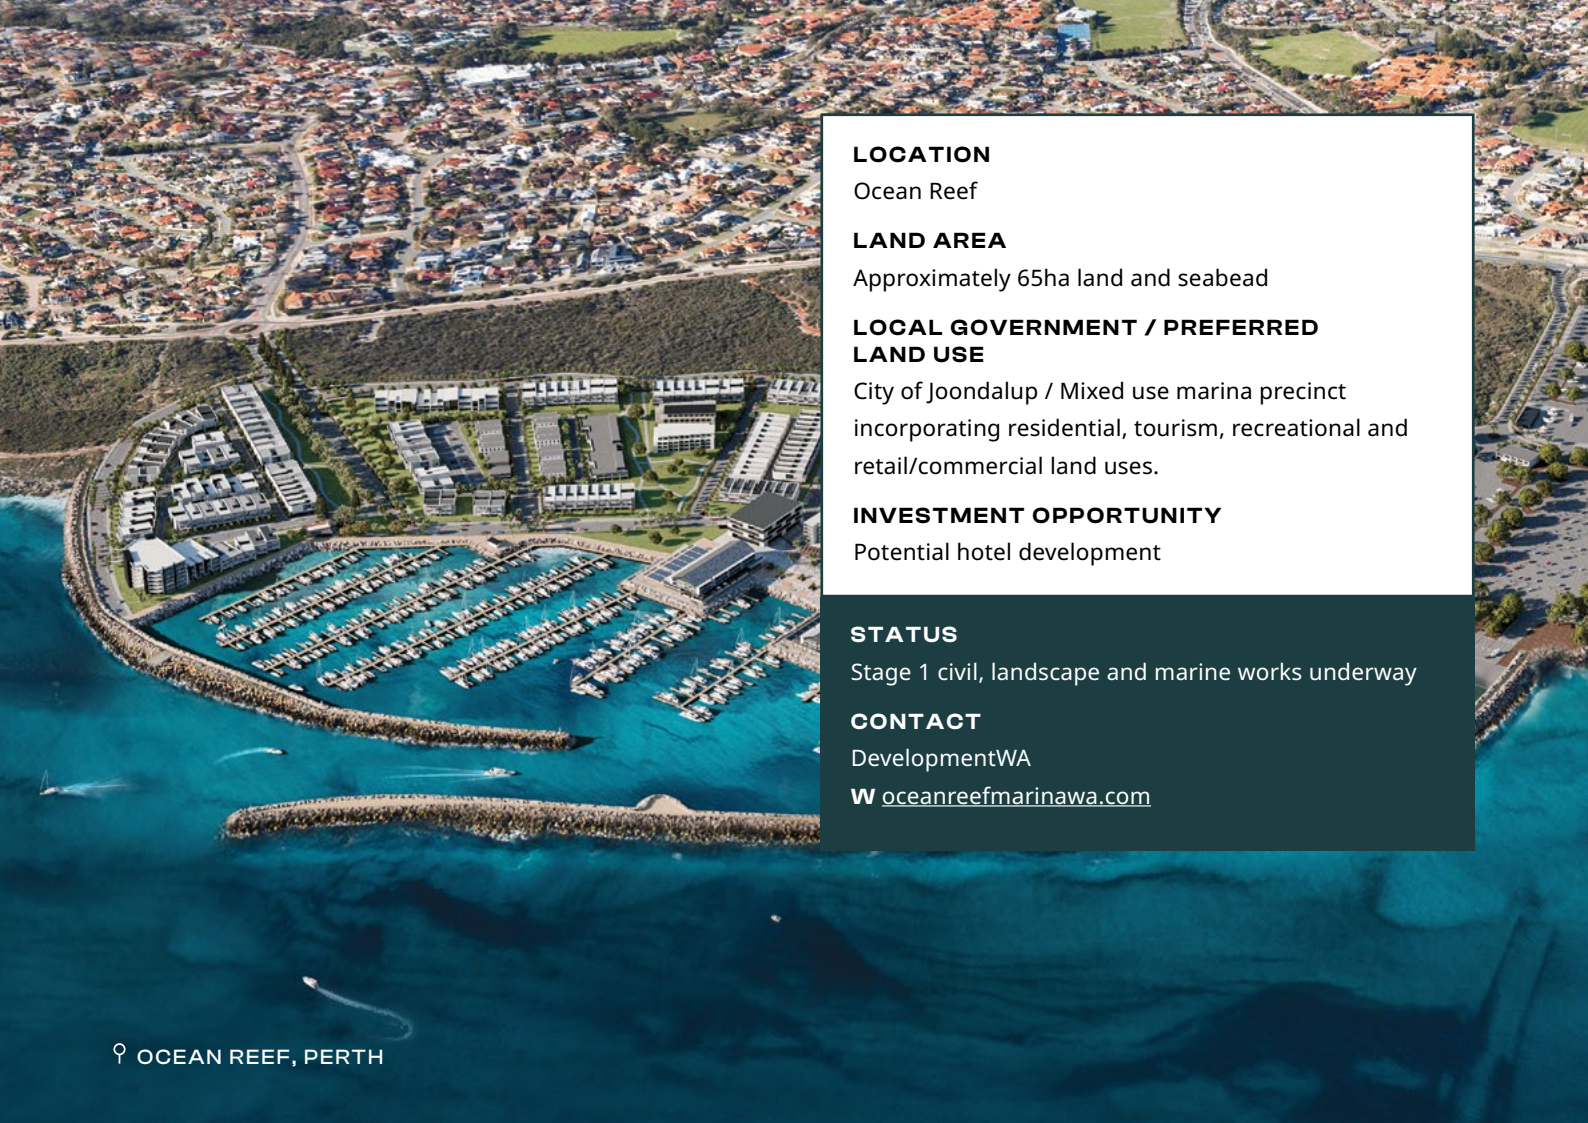 LOCATION
Ocean Reef
LAND AREA
Approximately 65ha land and seabead
LOCAL GOVERNMENT / PREFERRED
LAND USE
City of Joondalup / Mixed use marina precinct
incorporating residential, tourism, recreational and
retail/commercial land uses.
INVESTMENT OPPORTUNITY
Potential hotel development
STATUS
Stage 1 civil, landscape and marine works underway
CONTACT
DevelopmentWA
W oceanreefmarinawa.com
OCEAN REEF, PERTH